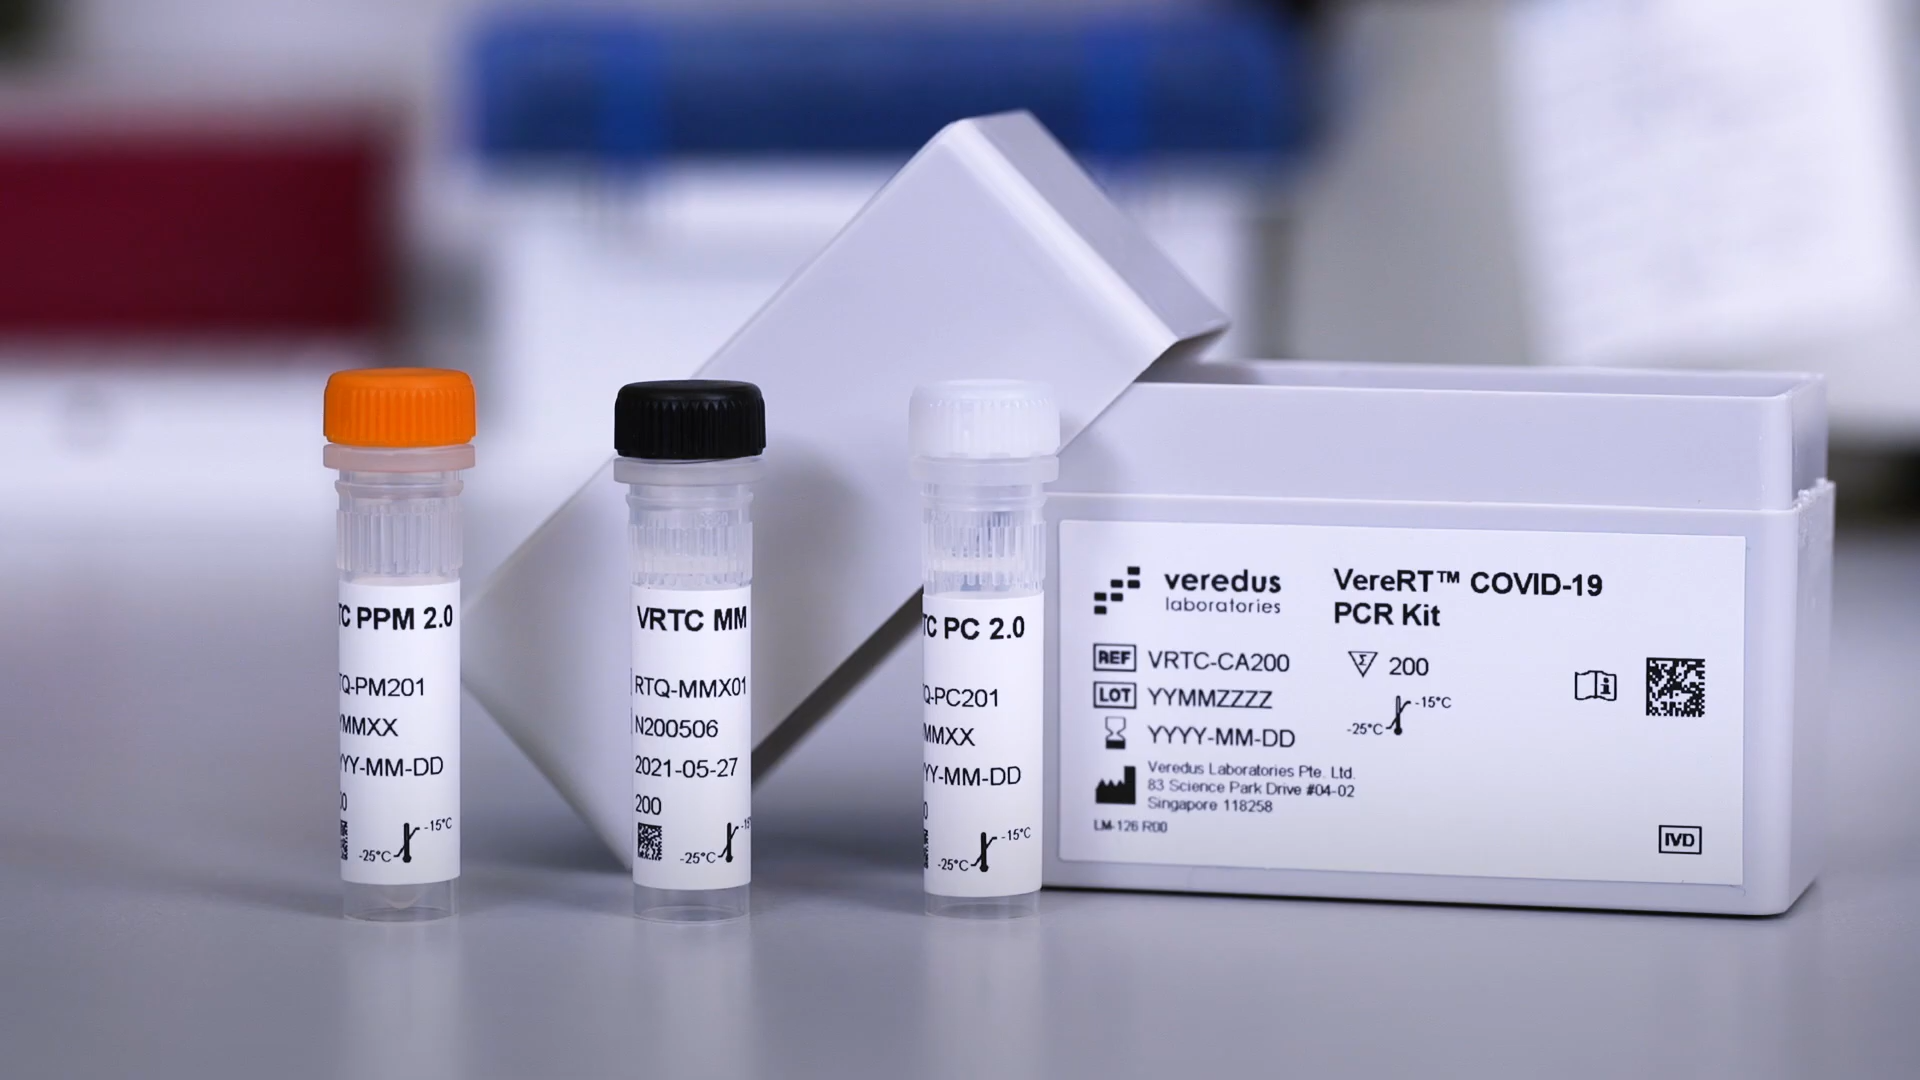 TC PPM 2.0
TQ-PM201
YMMXX
YYY-MM-DD
00
-15°C
-25°C
VRTC MM
RTQ-MMX01
N200506
2021-05-27
200
-15
-25°C
TC PC 2.0
Q-PC201
MMXX
YY-MM-DD
0
-15°C
-25°C
veredus
laboratories
VereRT™ COVID-19
PCR Kit
REF VRTC-CA200
Σ 200
LOT YYMMZZZZ
-15°C
-25°C
YYYY-MM-DD
Veredus Laboratories Pte. Ltd.
83 Science Park Drive #04-02
Singapore 118258
LM-126 R00
IVD